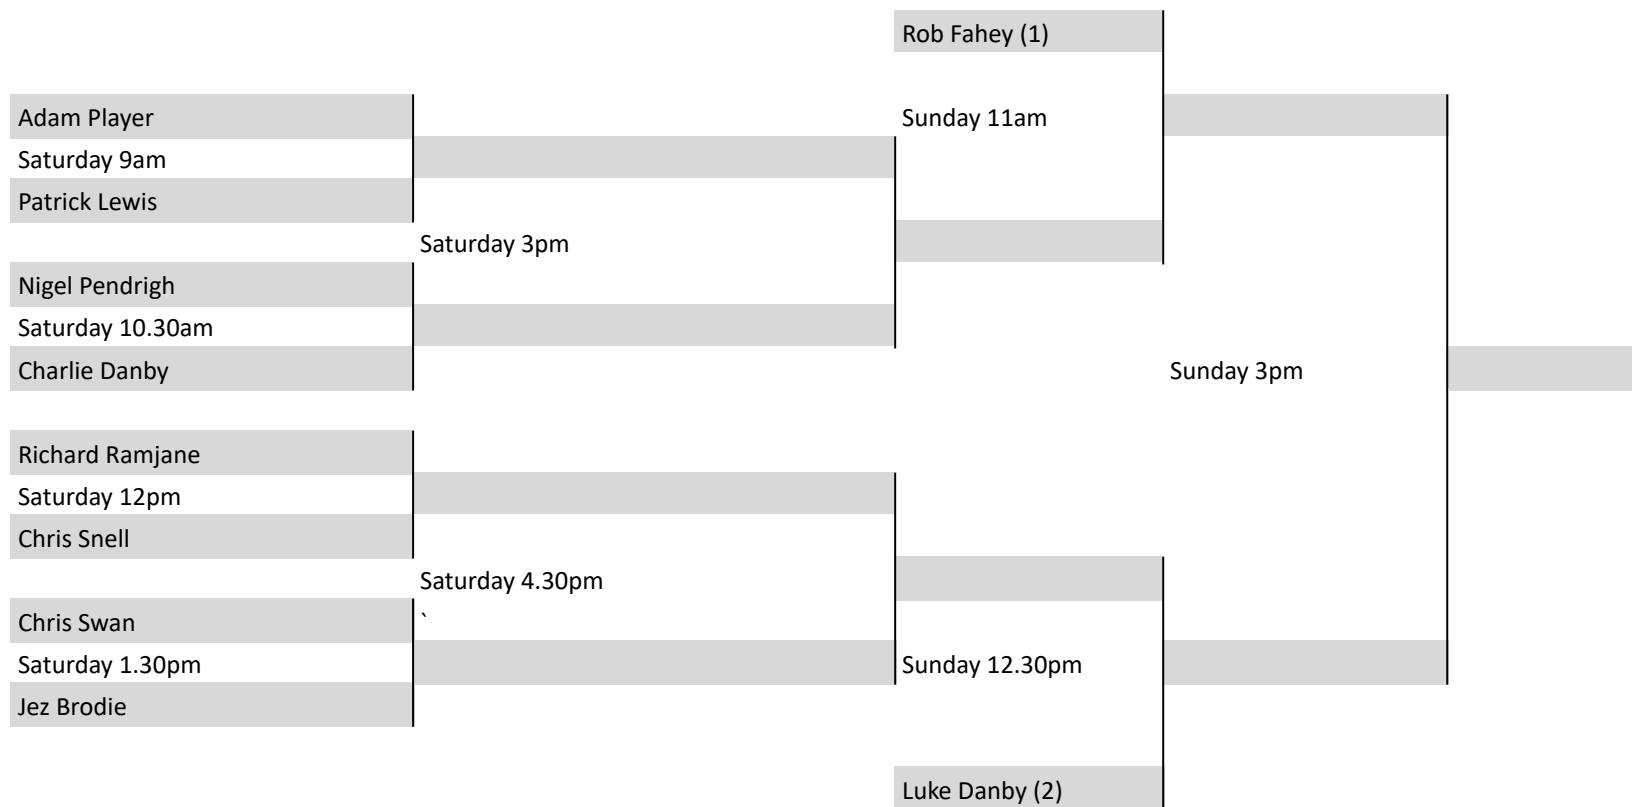 Rob Fahey (1)
Adam Player
Sunday 11am
Saturday 9am
Patrick Lewis
Saturday 3pm
Nigel Pendrigh
Saturday 10.30am
Charlie Danby
Sunday 3pm
Richard Ramjane
Saturday 12pm
Chris Snell
Saturday 4.30pm
Chris Swan
`
Saturday 1.30pm
Sunday 12.30pm
Jez Brodie
Luke Danby (2)